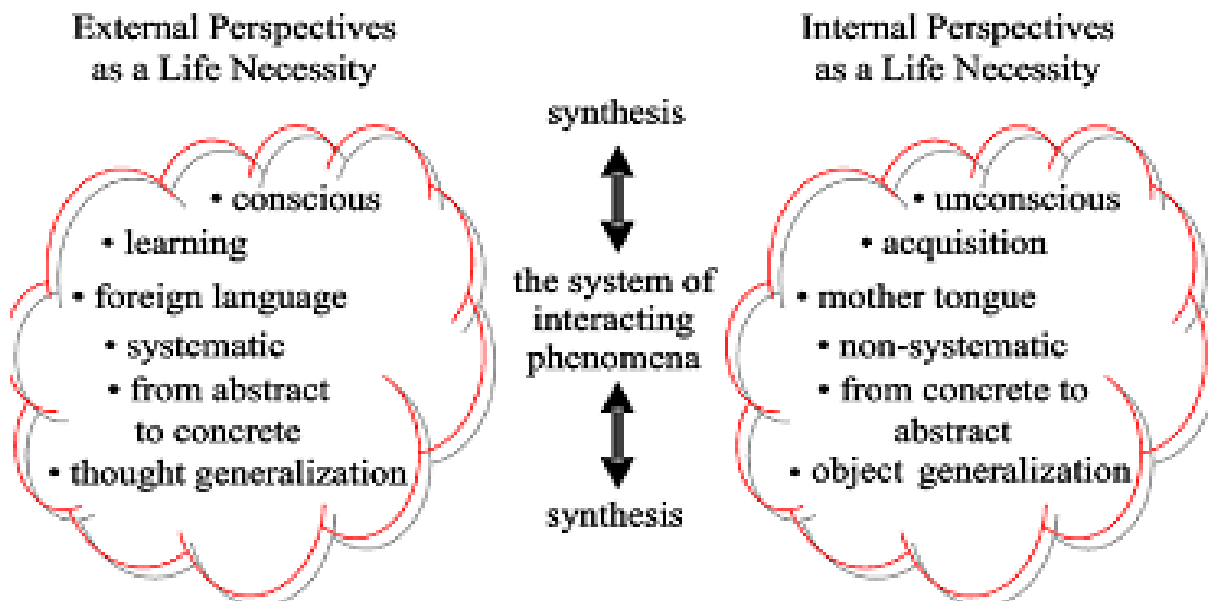 External Perspectives
as a Life Necessity
• conscious
• learning
• foreign language
• systematic
• from abstract
to concrete
• thought generalization
synthesis
the system of
interacting
phenomena
synthesis
Internal Perspectives
as a Life Necessity
• unconscious
• acquisition
• mother tongue
• non-systematic
• from concrete to
abstract
• object generalization